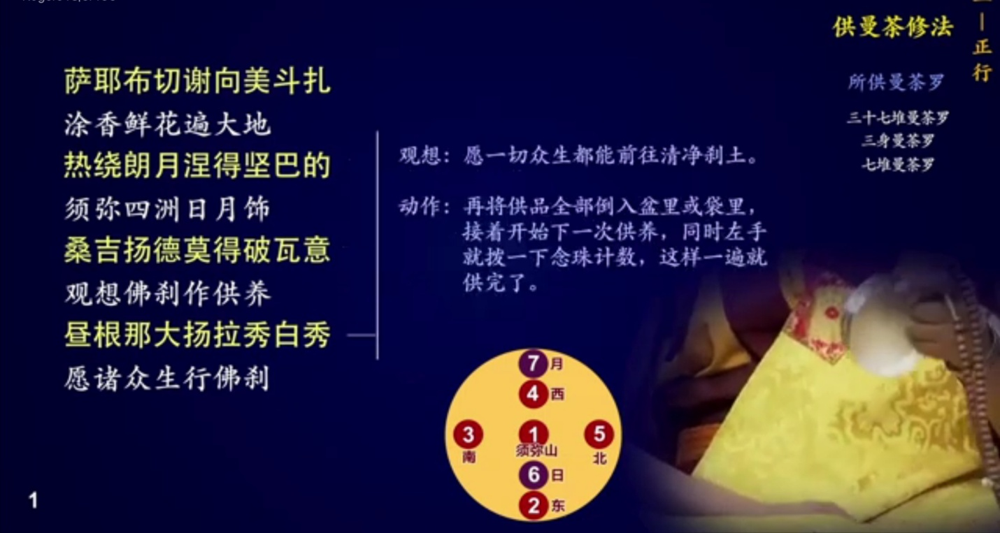 供曼茶修法
正
行
所供曼茶罗
三十七堆曼茶罗
三身曼茶罗
七堆曼茶罗
萨耶布切谢向美斗扎
涂香鲜花遍大地
热绕朗月涅得坚巴的
须弥四洲日月饰
桑吉扬德莫得破瓦意
观想佛刹作供养
昼根那大扬拉秀白秀
愿诸众生行佛刹
观想：愿一切众生都能前往清净刹土。
动作：再将供品全部倒入盆里或袋里，
接着开始下一次供养，同时左手
就拨一下念珠计数，这样一遍就
供完了。
7 月
4 西
3
南
1
须弥山
5
北
6 日
2 东
1